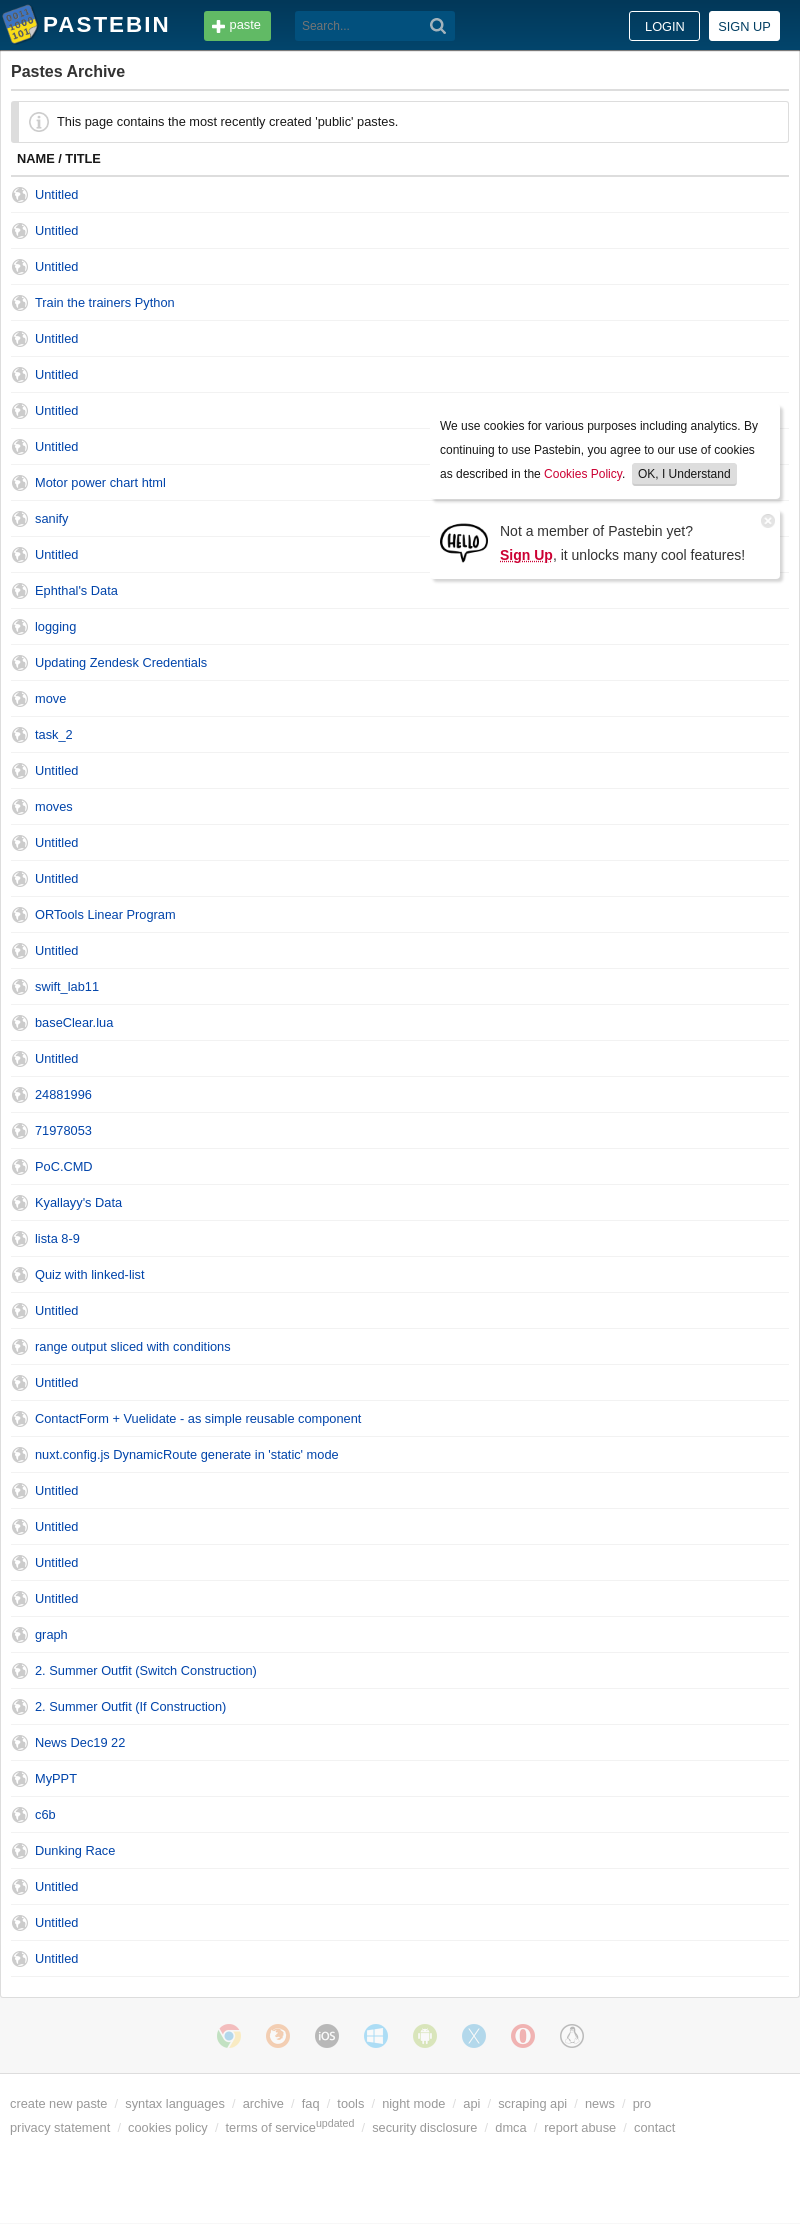 PASTEBIN
paste
Search...
LOGIN
SIGN UP
Pastes Archive
This page contains the most recently created 'public' pastes.
NAME / TITLE
Untitled
Untitled
Untitled
Train the trainers Python
Untitled
Untitled
Untitled
Untitled
Motor power chart html
sanify
Untitled
Ephthal's Data
logging
Updating Zendesk Credentials
move
task_2
Untitled
moves
Untitled
Untitled
ORTools Linear Program
Untitled
swift_lab11
baseClear.lua
Untitled
24881996
71978053
PoC.CMD
Kyallayy's Data
lista 8-9
Quiz with linked-list
Untitled
range output sliced with conditions
Untitled
ContactForm + Vuelidate - as simple reusable component
nuxt.config.js DynamicRoute generate in 'static' mode
Untitled
Untitled
Untitled
Untitled
graph
2. Summer Outfit (Switch Construction)
2. Summer Outfit (If Construction)
News Dec19 22
MyPPT
c6b
Dunking Race
Untitled
Untitled
Untitled
We use cookies for various purposes including analytics. By
continuing to use Pastebin, you agree to our use of cookies
as described in the Cookies Policy. OK, I Understand
HELLO
Not a member of Pastebin yet?
Sign Up, it unlocks many cool features!
iOS
create new paste / syntax languages / archive / faq / tools / night mode / api / scraping api / news / pro
privacy statement / cookies policy / terms of serviceupdated / security disclosure / dmca / report abuse / contact